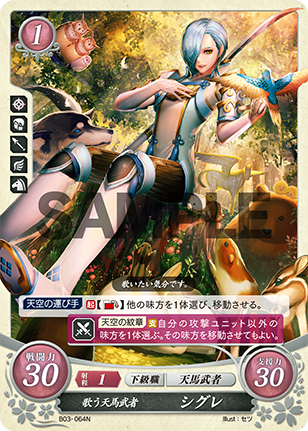 1
SAMPLE
歌いたい気分です。
天空の運び手 起【】他の味方を1体選び、移動させる。
天空の紋章 支 自分の攻撃ユニット以外の
味方を1体選ぶ。その味方を移動させてもよい。
戦闘力
30
射程 1
下級職
天馬武者
支援力
30
歌う天馬武者 シグレ
B03-064N
Illust:セツ